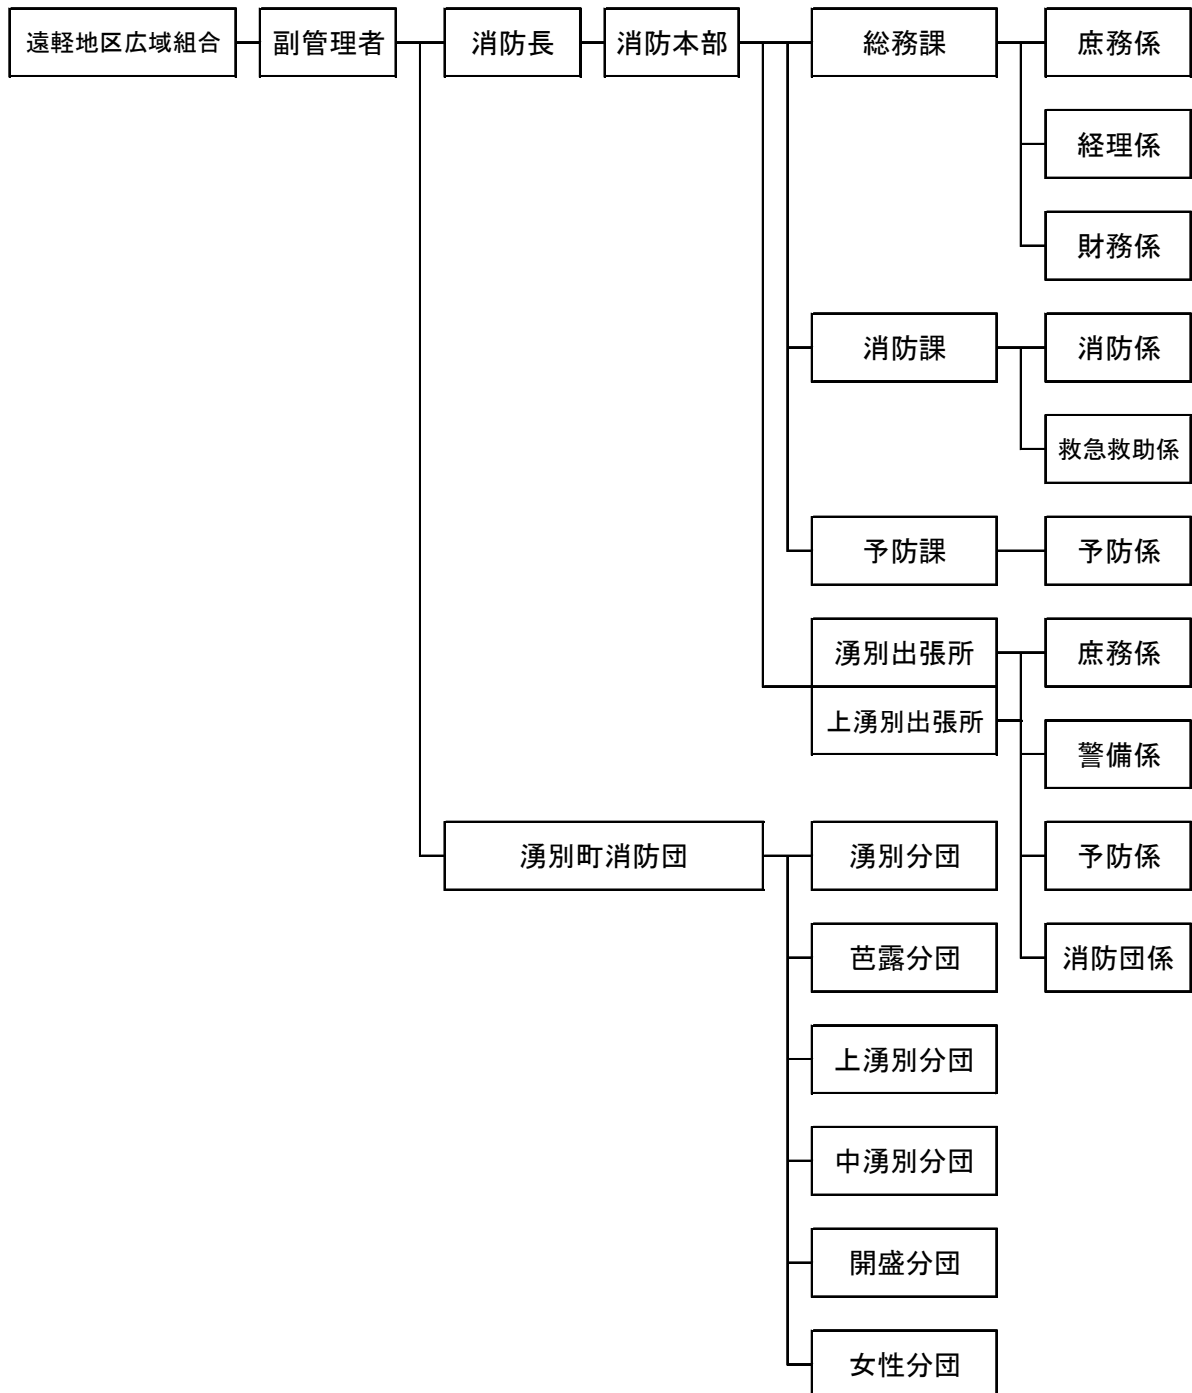 遠軽地区広域組合
副管理者
消防長
消防本部
総務課
庶務係
経理係
財務係
消防課
消防係
救急救助係
予防課
予防係
湧別出張所
庶務係
上湧別出張所
警備係
湧別町消防団
湧別分団
予防係
芭露分団
消防団係
上湧別分団
中湧別分団
開盛分団
女性分団